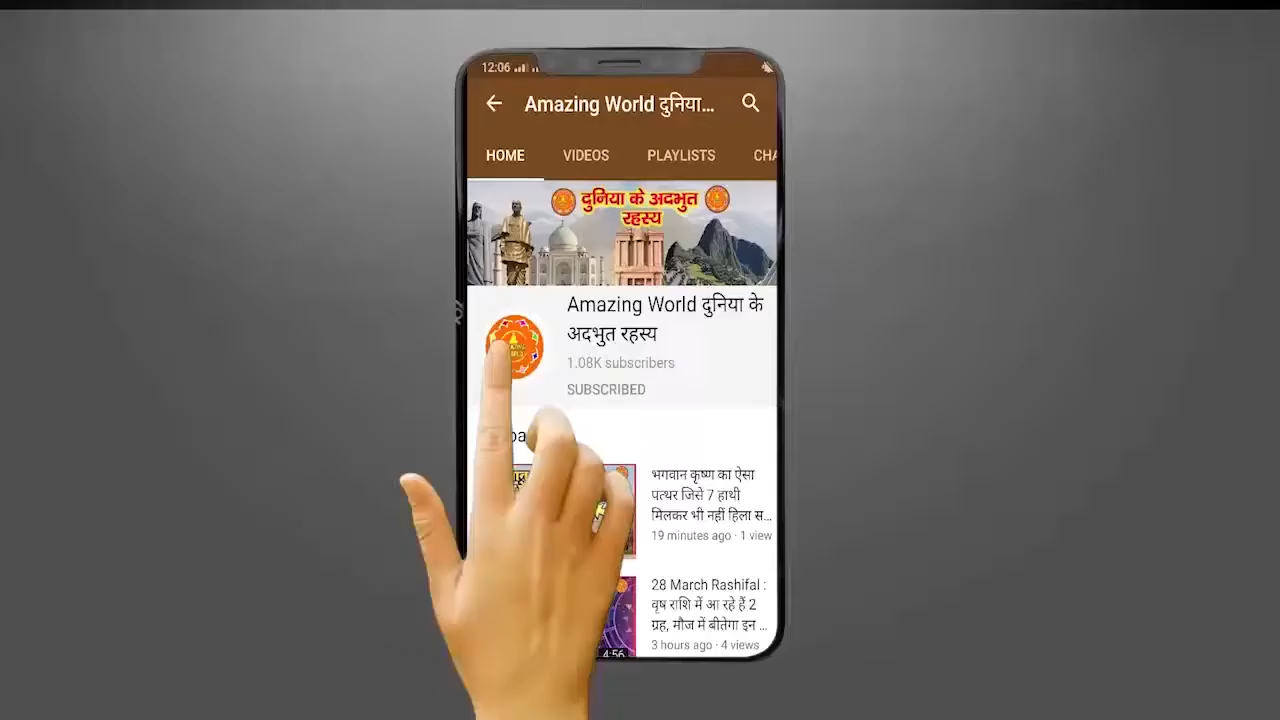 12:06
Amazing World दुनिया...
HOME VIDEOS PLAYLISTS CHA
दुनिया के अदभुत
रहस्य
Amazing World दुनिया के
अदभुत रहस्य
1.08K subscribers
SUBSCRIBED
भगवान कृष्ण का ऐसा
पत्थर जिसे 7 हाथी
मिलकर भी नहीं हिला स...
19 minutes ago · 1 view
28 March Rashifal :
वृष राशि में आ रहे हैं 2
ग्रह, मौज में बीतेगा इन ...
3 hours ago · 4 views
4:56